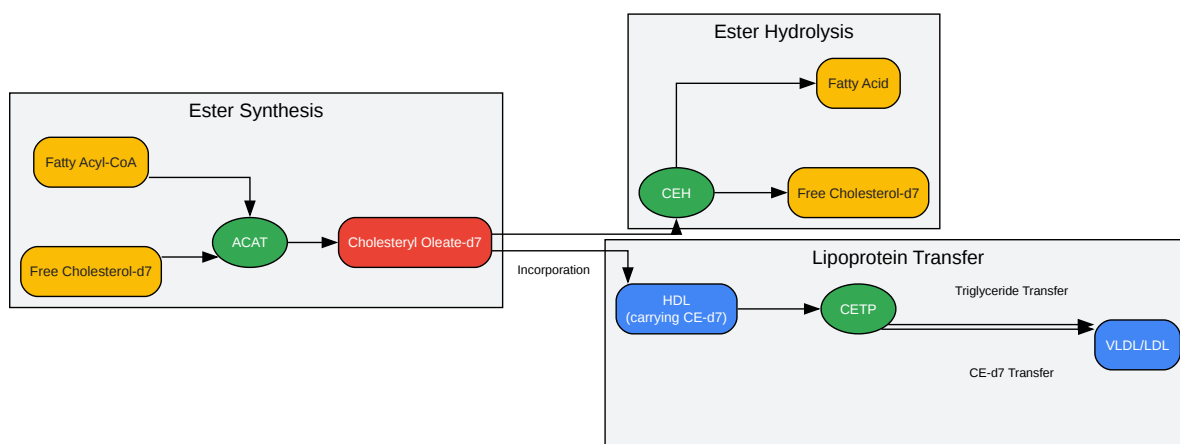 Ester Synthesis
Fatty Acyl-CoA
Free Cholesterol-d7
ACAT
Cholesteryl Oleate-d7
Incorporation
Ester Hydrolysis
Fatty Acid
CEH
Free Cholesterol-d7
Lipoprotein Transfer
HDL
(carrying CE-d7)
CETP
Triglyceride Transfer
CE-d7 Transfer
VLDL/LDL